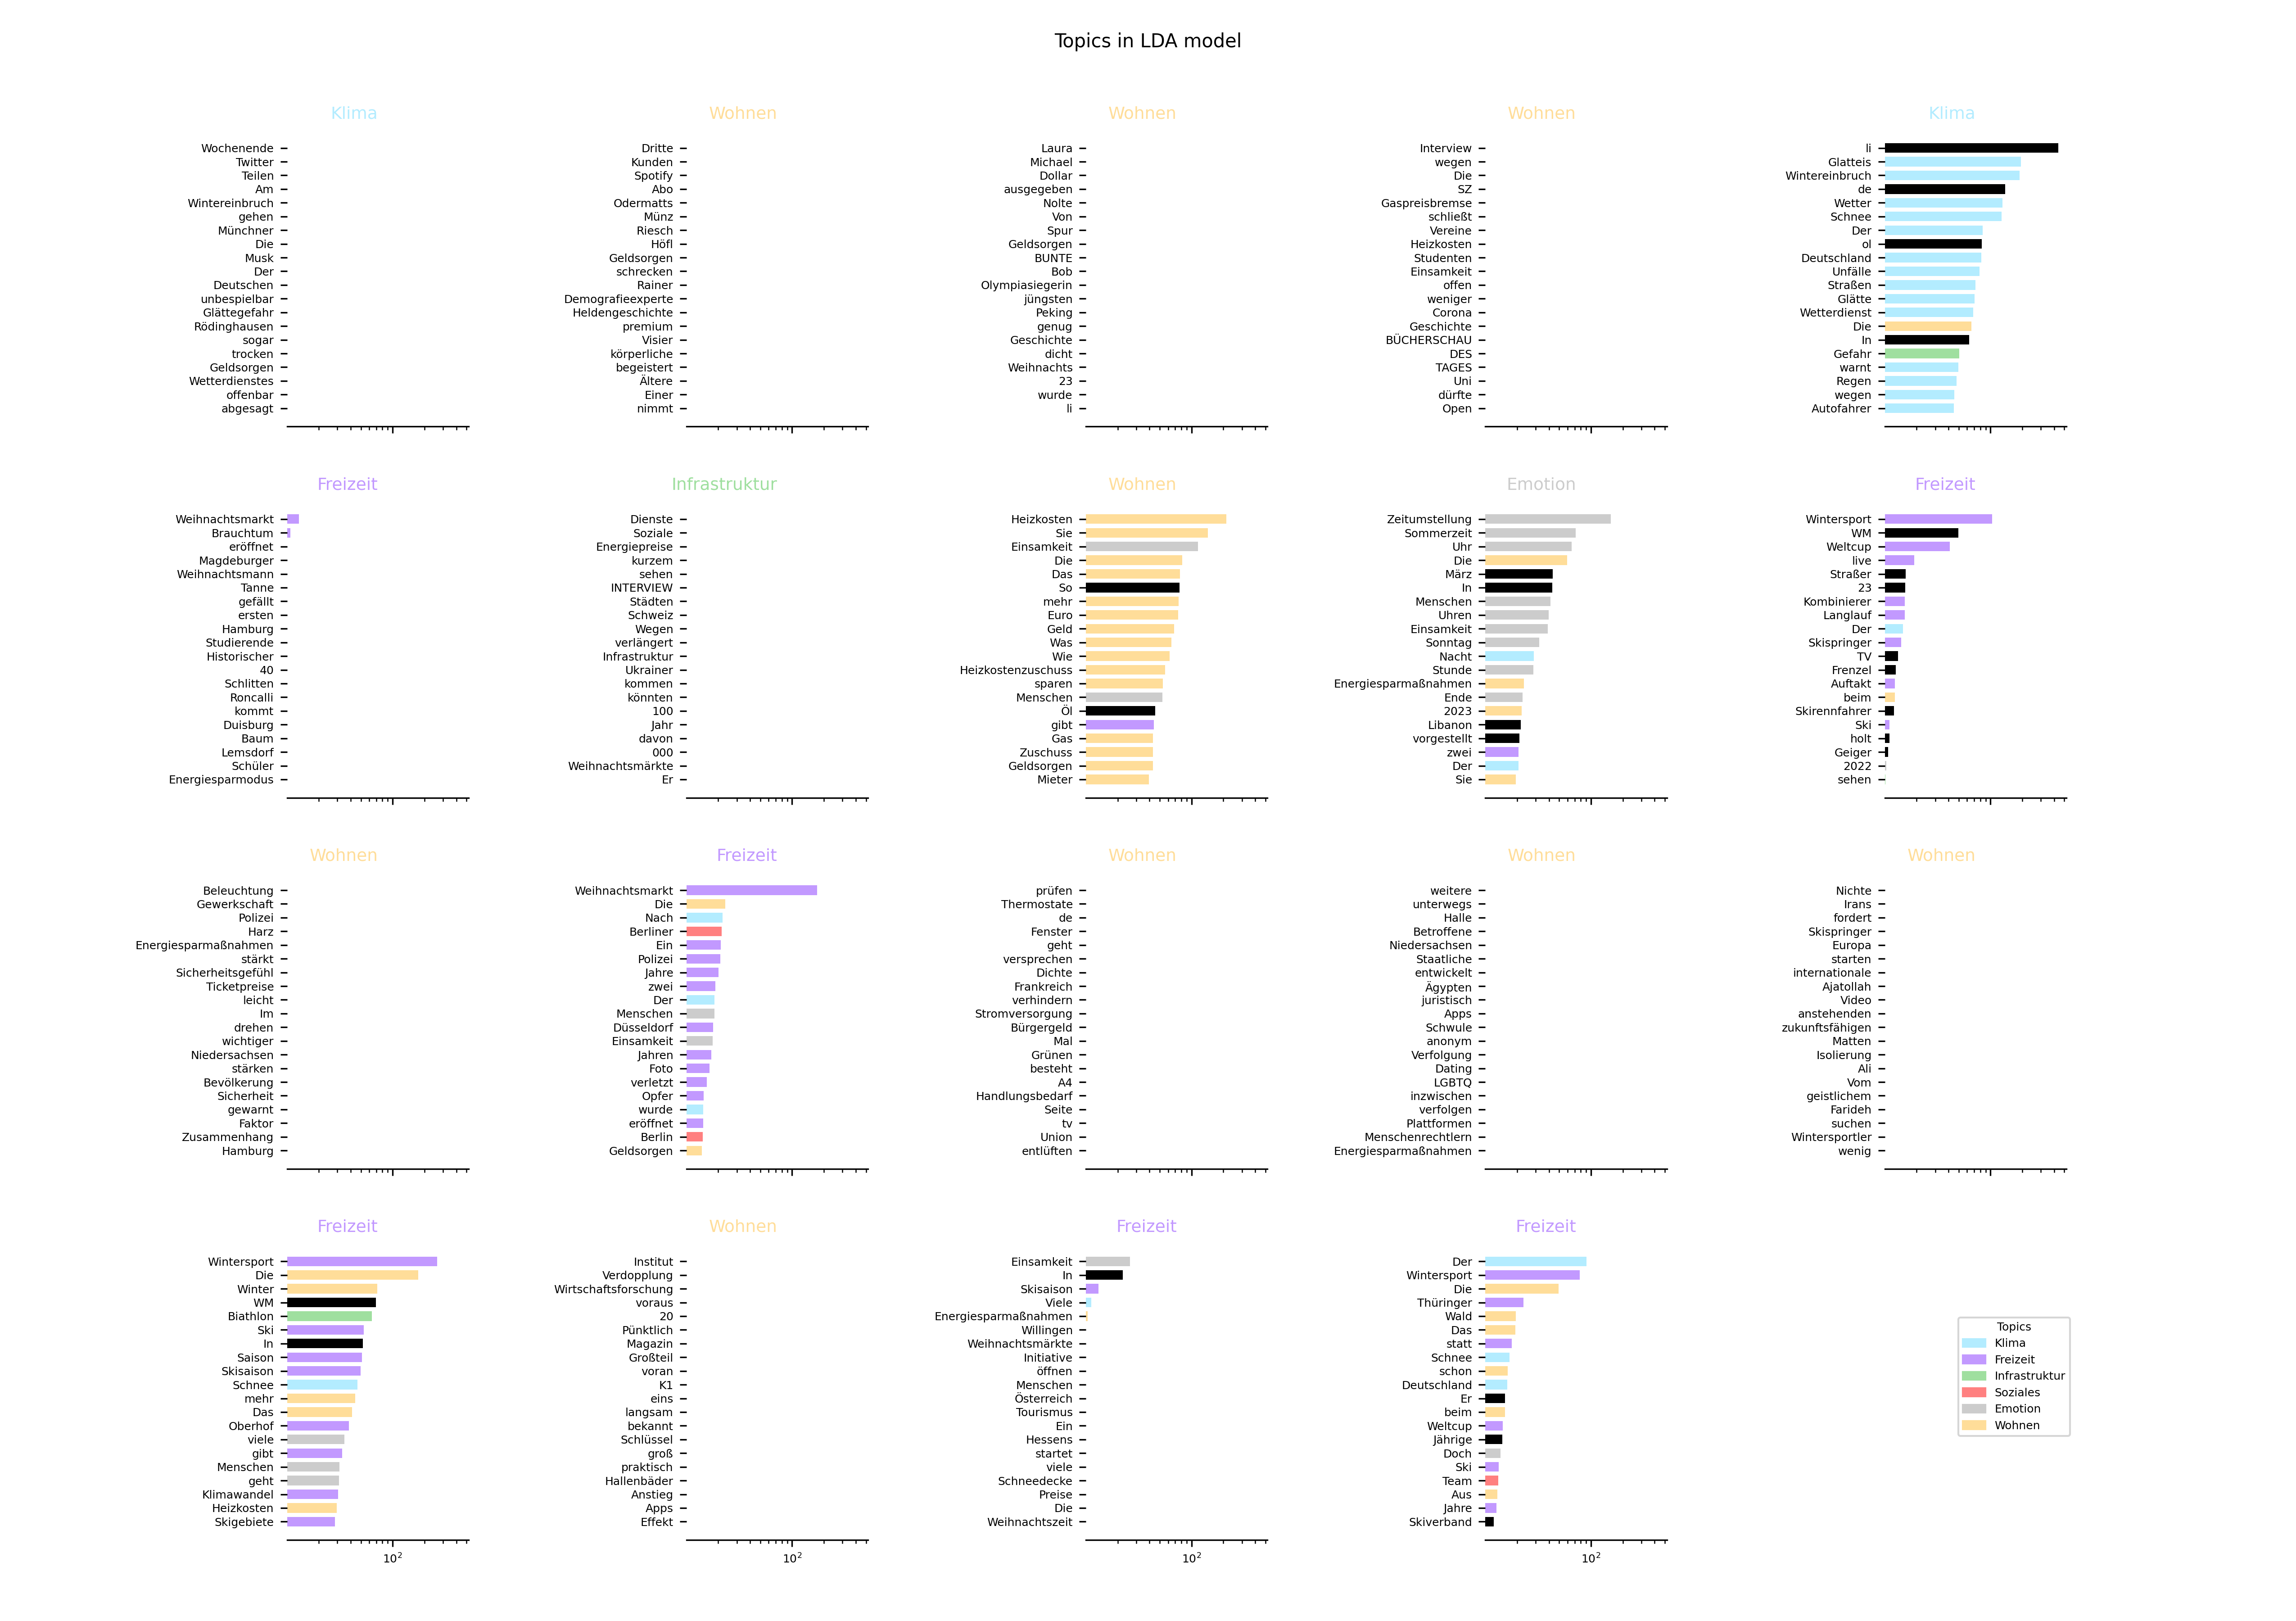 Topics in LDA model
Klima
Wochenende
Twitter
Teilen
Am
Wintereinbruch
gehen
Münchner
Die
Musk
Der
Deutschen
unbespielbar
Glättegefahr
Rödinghausen
sogar
trocken
Geldsorgen
Wetterdienstes
offenbar
abgesagt
Wohnen
Dritte
Kunden
Spotify
Abo
Odermatts
Münz
Riesch
Höfl
Geldsorgen
schrecken
Rainer
Demografieexperte
Heldengeschichte
premium
Visier
körperliche
begeistert
Ältere
Einer
nimmt
Wohnen
Laura
Michael
Dollar
ausgegeben
Nolte
Von
Spur
Geldsorgen
BUNTE
Bob
Olympiasiegerin
jüngsten
Peking
genug
Geschichte
dicht
Weihnachts
23
wurde
li
Wohnen
Interview
wegen
Die
SZ
Gaspreisbremse
schließt
Vereine
Heizkosten
Studenten
Einsamkeit
offen
weniger
Corona
Geschichte
BÜCHERSCHAU
DES
TAGES
Uni
dürfte
Open
Klima
li
Glatteis
Wintereinbruch
de
Wetter
Schnee
Der
ol
Deutschland
Unfälle
Straßen
Glätte
Wetterdienst
Die
In
Gefahr
warnt
Regen
wegen
Autofahrer
Freizeit
Weihnachtsmarkt
Brauchtum
eröffnet
Magdeburger
Weihnachtsmann
Tanne
gefällt
ersten
Hamburg
Studierende
Historischer
40
Schlitten
Roncalli
kommt
Duisburg
Baum
Lemsdorf
Schüler
Energiesparmodus
Infrastruktur
Dienste
Soziale
Energiepreise
kurzem
sehen
INTERVIEW
Städten
Schweiz
Wegen
verlängert
Infrastruktur
Ukrainer
kommen
könnten
100
Jahr
davon
000
Weihnachtsmärkte
Er
Wohnen
Heizkosten
Sie
Einsamkeit
Die
Das
So
mehr
Euro
Geld
Was
Wie
Heizkostenzuschuss
sparen
Menschen
Öl
gibt
Gas
Zuschuss
Geldsorgen
Mieter
Emotion
Zeitumstellung
Sommerzeit
Uhr
Die
März
In
Menschen
Uhren
Einsamkeit
Sonntag
Nacht
Stunde
Energiesparmaßnahmen
Ende
2023
Libanon
vorgestellt
zwei
Der
Sie
Freizeit
Wintersport
WM
Weltcup
live
Straßer
23
Kombinierer
Langlauf
Der
Skispringer
TV
Frenzel
Auftakt
beim
Skirennfahrer
Ski
holt
Geiger
2022
sehen
Wohnen
Beleuchtung
Gewerkschaft
Polizei
Harz
Energiesparmaßnahmen
stärkt
Sicherheitsgefühl
Ticketpreise
leicht
Im
drehen
wichtiger
Niedersachsen
stärken
Bevölkerung
Sicherheit
gewarnt
Faktor
Zusammenhang
Hamburg
Freizeit
Weihnachtsmarkt
Die
Nach
Berliner
Ein
Polizei
Jahre
zwei
Der
Menschen
Düsseldorf
Einsamkeit
Jahren
Foto
verletzt
Opfer
wurde
eröffnet
Berlin
Geldsorgen
Wohnen
prüfen
Thermostate
de
Fenster
geht
versprechen
Dichte
Frankreich
verhindern
Stromversorgung
Bürgergeld
Mal
Grünen
besteht
A4
Handlungsbedarf
Seite
tv
Union
entlüften
Wohnen
weitere
unterwegs
Halle
Betroffene
Niedersachsen
Staatliche
entwickelt
Ägypten
juristisch
Apps
Schwule
anonym
Verfolgung
Dating
LGBTQ
inzwischen
verfolgen
Plattformen
Menschenrechtlern
Energiesparmaßnahmen
Wohnen
Nichte
Irans
fordert
Skispringer
Europa
starten
internationale
Ajatollah
Video
anstehenden
zukunftsfähigen
Matten
Isolierung
Ali
Vom
geistlichem
Farideh
suchen
Wintersportler
wenig
Freizeit
Wintersport
Die
Winter
WM
Biathlon
Ski
In
Saison
Skisaison
Schnee
mehr
Das
Oberhof
viele
gibt
Menschen
geht
Klimawandel
Heizkosten
Skigebiete
10²
Wohnen
Institut
Verdopplung
Wirtschaftsforschung
voraus
20
Pünktlich
Magazin
Großteil
voran
K1
eins
langsam
bekannt
Schlüssel
groß
praktisch
Hallenbäder
Anstieg
Apps
Effekt
10²
Freizeit
Einsamkeit
In
Skisaison
Viele
Energiesparmaßnahmen
Willingen
Weihnachtsmärkte
Initiative
öffnen
Menschen
Österreich
Tourismus
Ein
Hessens
startet
viele
Schneedecke
Preise
Die
Weihnachtszeit
10²
Freizeit
Der
Wintersport
Die
Thüringer
Wald
Das
statt
Schnee
schon
Deutschland
Er
beim
Weltcup
Jährige
Doch
Ski
Team
Aus
Jahre
Skiverband
10²
Topics
Klima
Freizeit
Infrastruktur
Soziales
Emotion
Wohnen